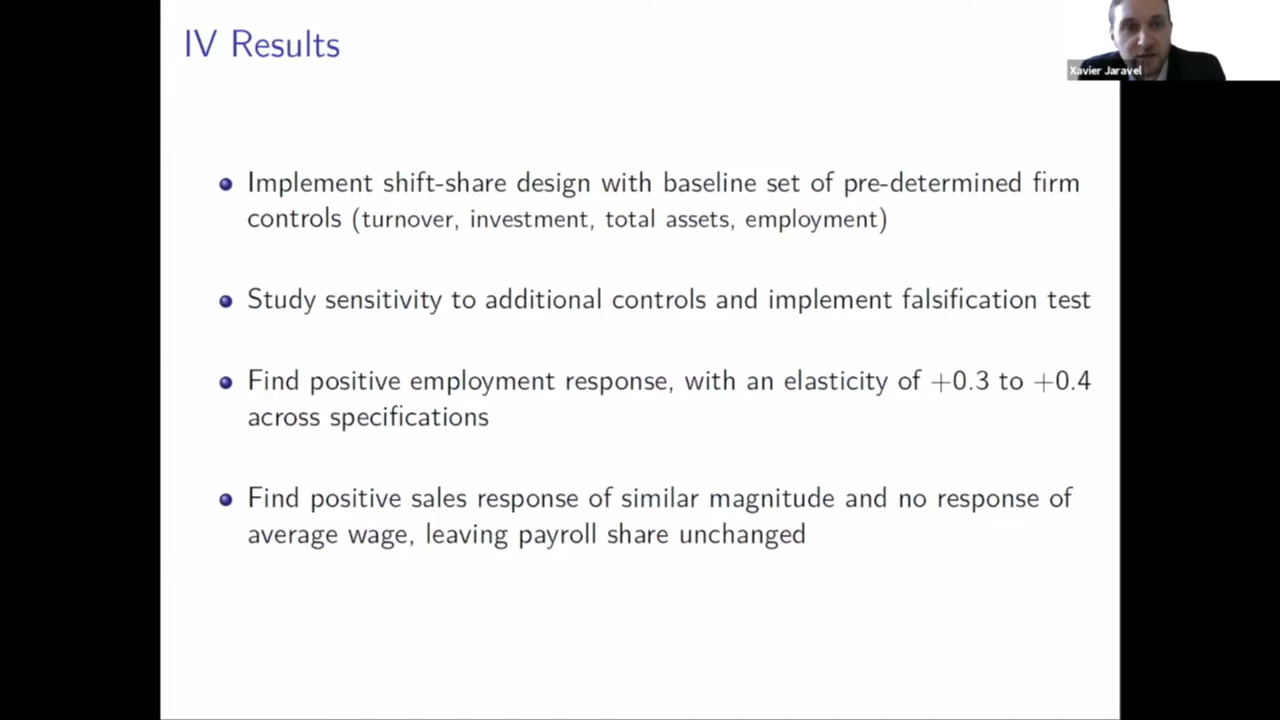 IV Results
Xavier Jaravel
Implement shift-share design with baseline set of pre-determined firm
controls (turnover, investment, total assets, employment)
Study sensitivity to additional controls and implement falsification test
Find positive employment response, with an elasticity of +0.3 to +0.4
across specifications
Find positive sales response of similar magnitude and no response of
average wage, leaving payroll share unchanged